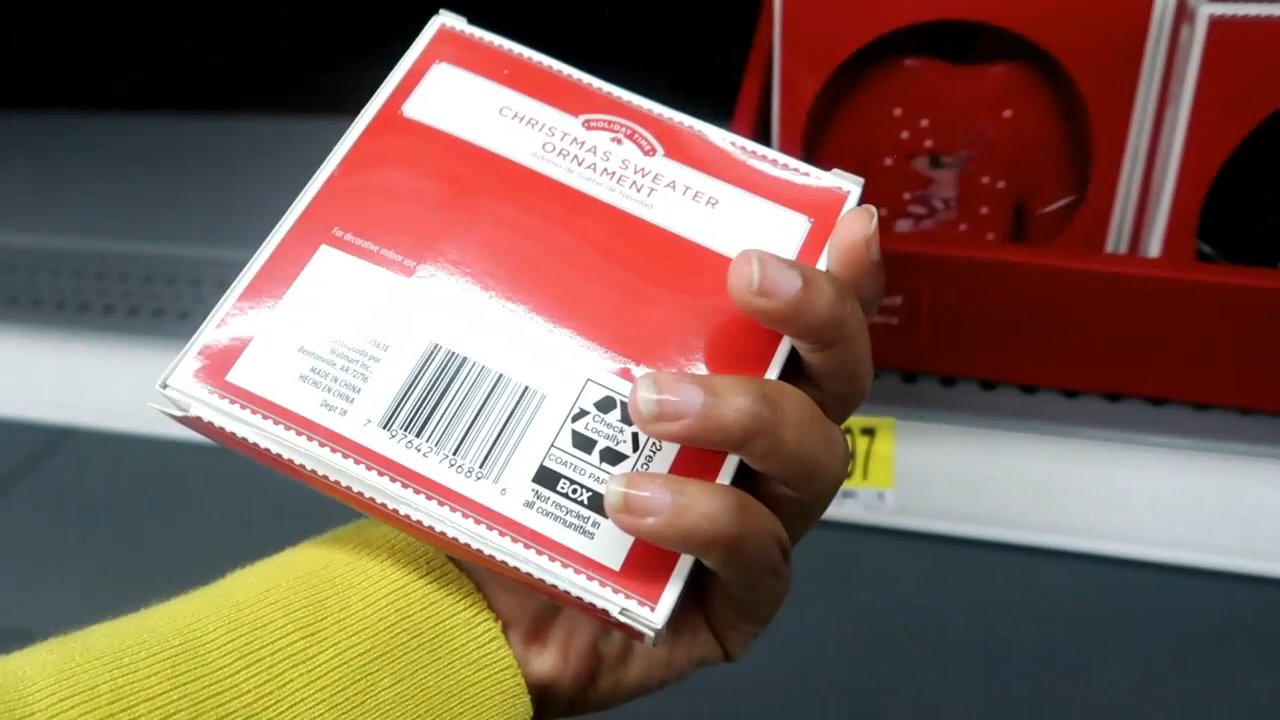 HOLIDAY TIME
CHRISTMAS SWEATER
ORNAMENT
Adorno de Suéter de Navidad
For decorative indoor use
Walmart Inc.
Bentonville, AR 72716
MADE IN CHINA
HECHO EN CHINA
Dept 18
7 97642 79689 6
Check
Locally*
COATED
BOX
*Not recycled in
all communities
97